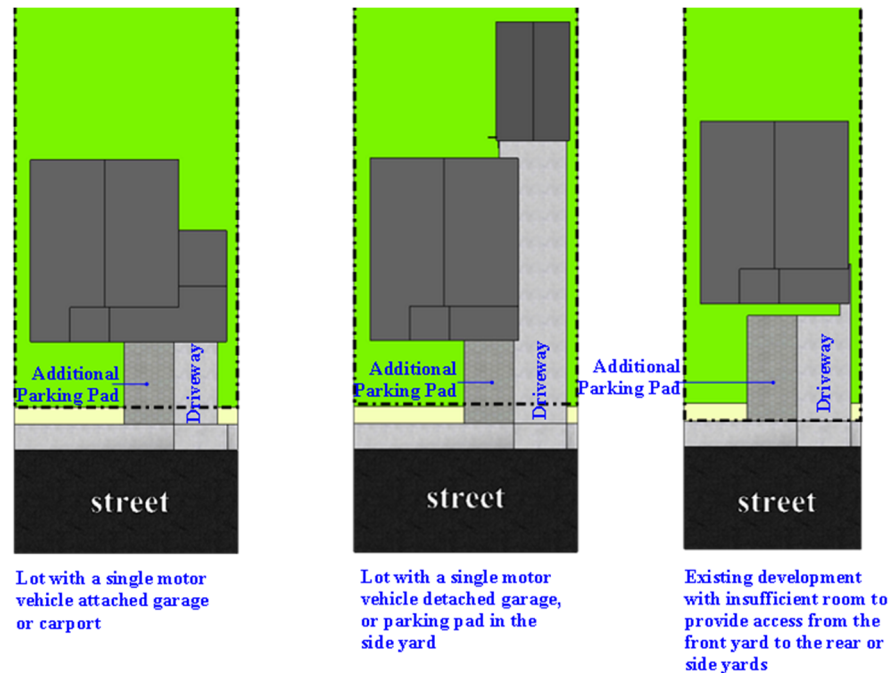 Additional
Parking Pad
Driveway
street
Lot with a single motor
vehicle attached garage
or carport
Additional
Parking Pad
Driveway
street
Lot with a single motor
vehicle detached garage,
or parking pad in the
side yard
Additional
Parking Pad
Driveway
street
Existing development
with insufficient room to
provide access from the
front yard to the rear or
side yards